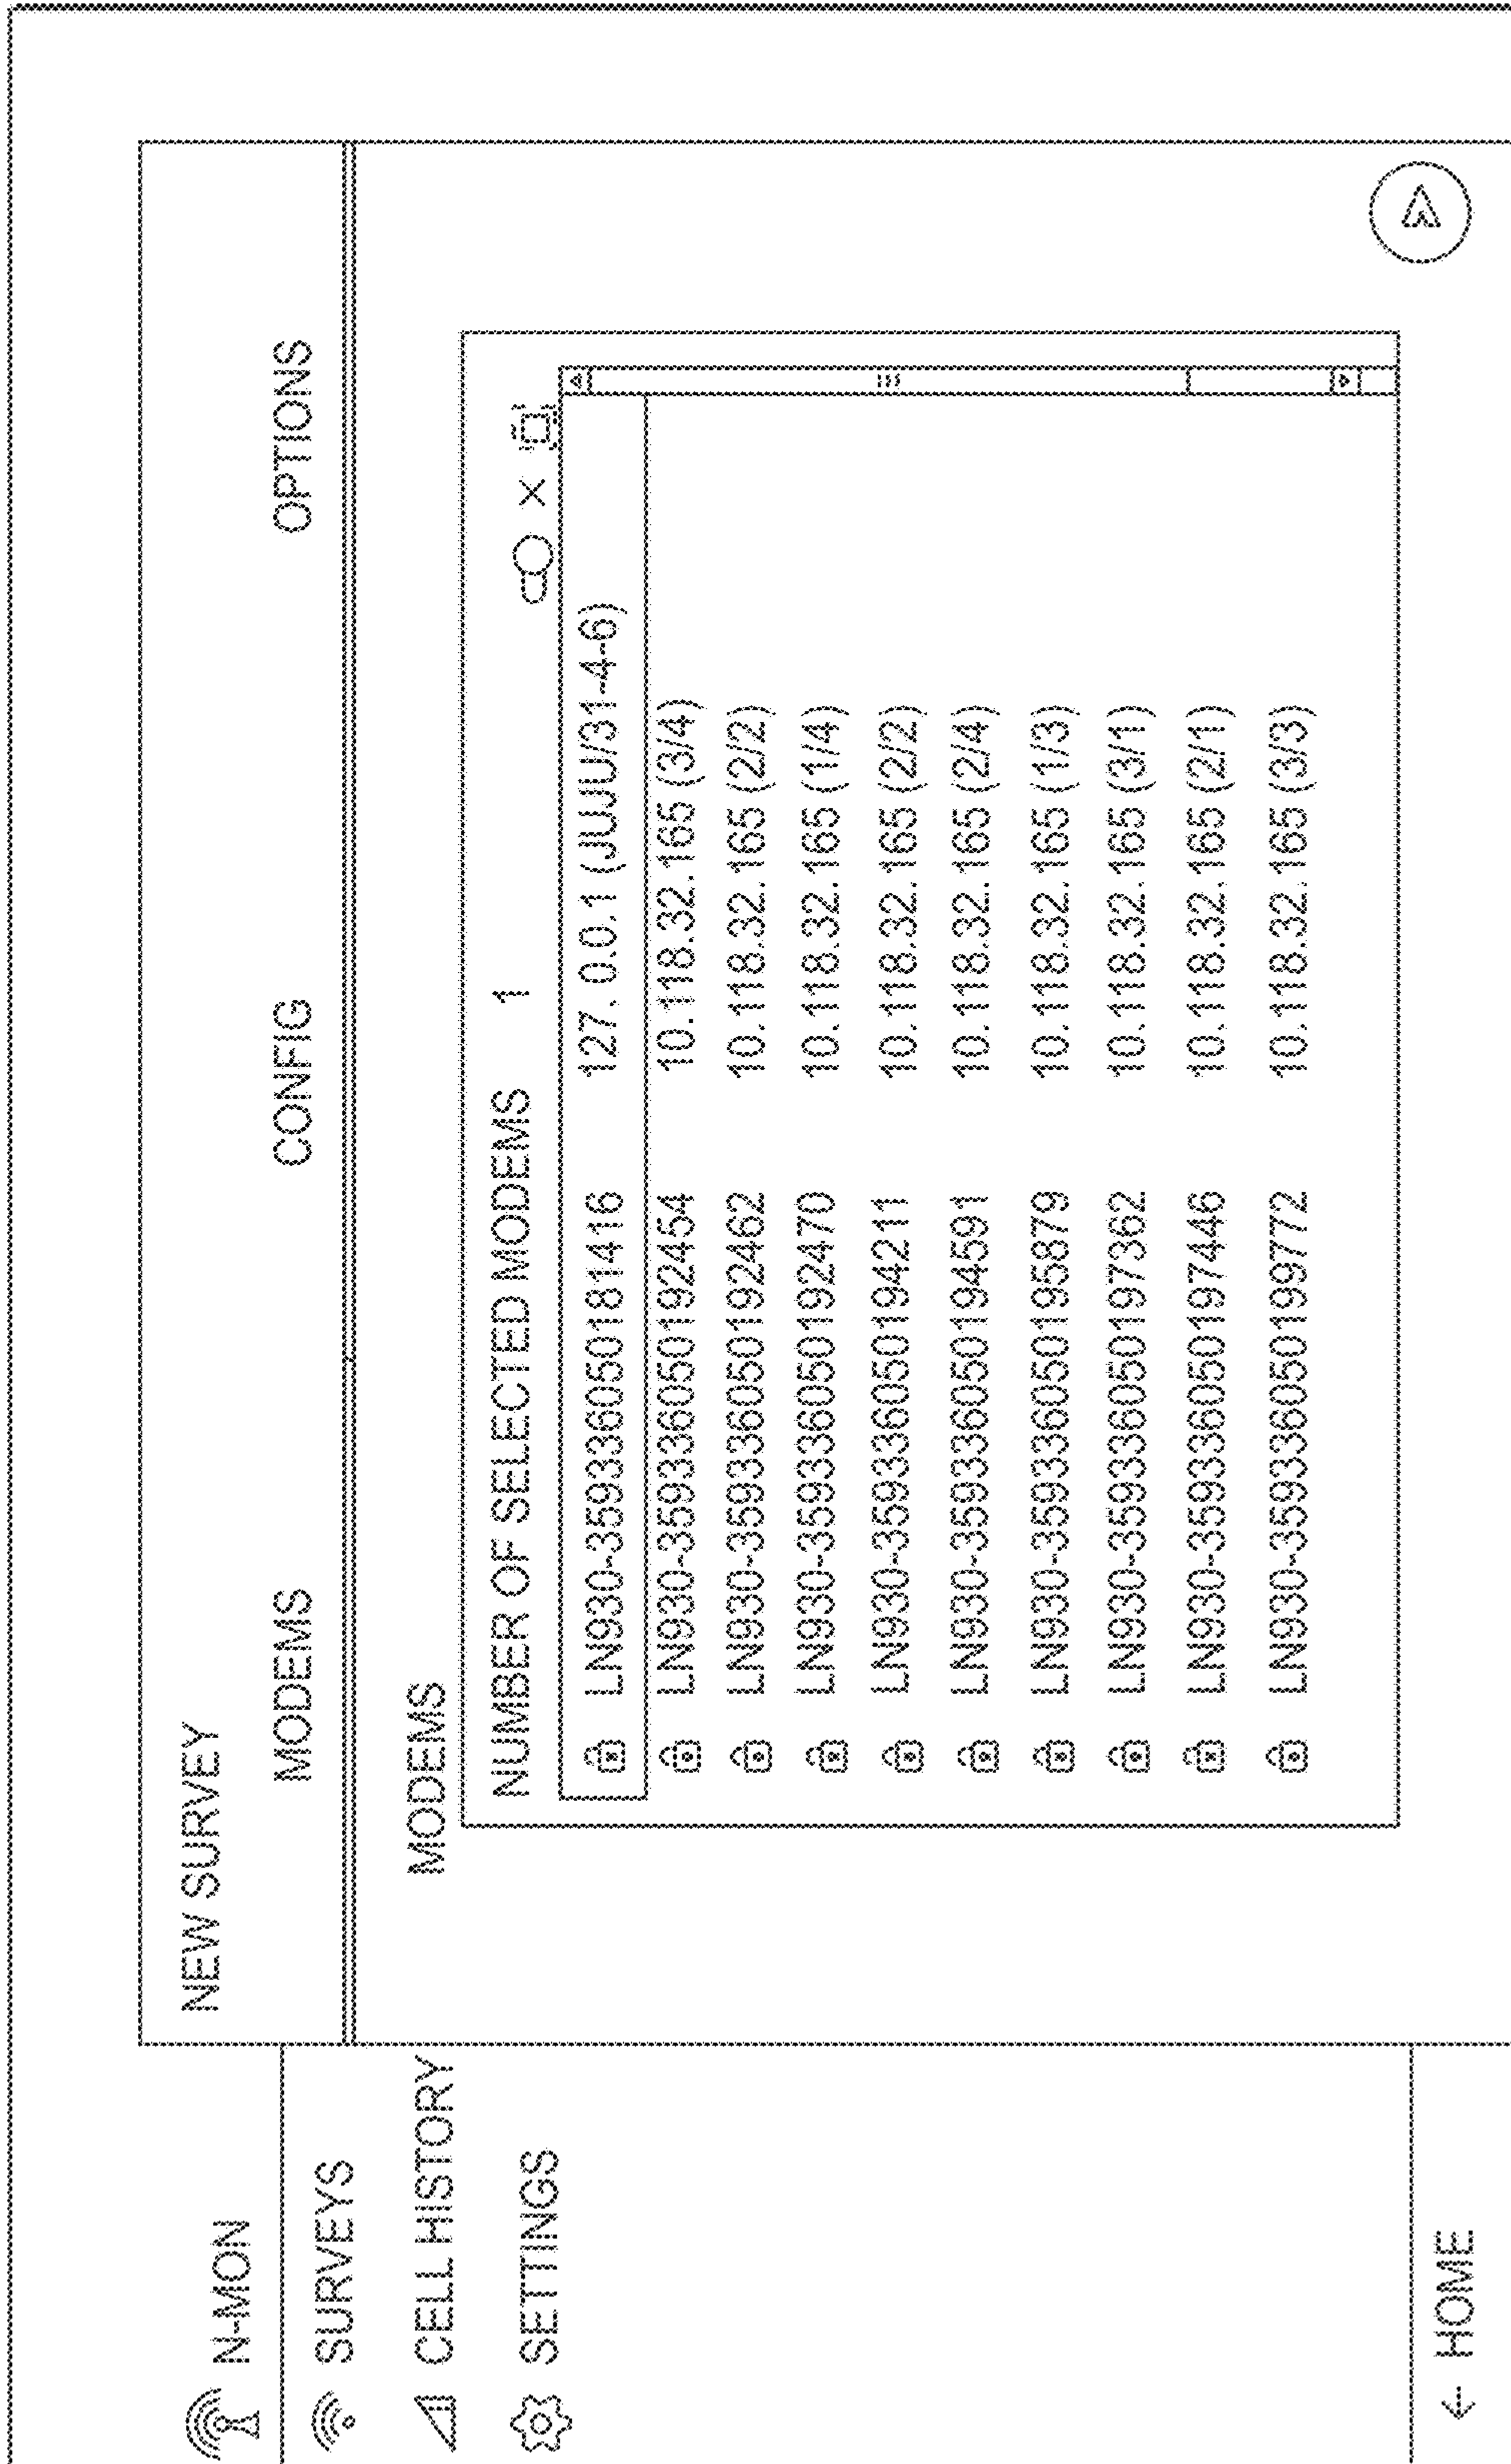 N-MON
SURVEYS
CELL HISTORY
SETTINGS
HOME
NEW SURVEY
MODEMS CONFIG OPTIONS
MODEMS
NUMBER OF SELECTED MODEMS 1
LN930-359336050181416 127. 0.0.1 (JUJU/31-4-6)
LN930-359336050192454 10.118.32.165 (3/4)
LN930-359336050192462 10.118.32.165 (2/2)
LN930-359336050192470 10.118.32.165 (1/4)
LN930-359336050194211 10.118.32.165 (2/2)
LN930-359336050194591 10.118.32.165 (2/4)
LN930-359336050195879 10.118.32.165 (1/3)
LN930-359336050197362 10.118.32.165 (3/1)
LN930-359336050197446 10.118.32.165 (2/1)
LN930-359336050199772 10.118.32.165 (3/3)